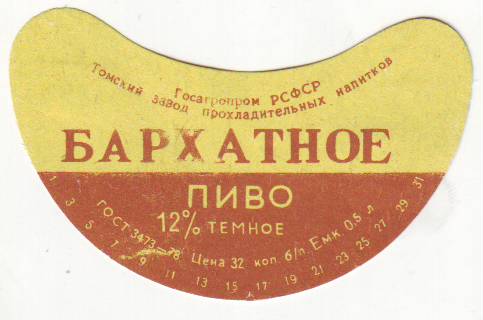 Госагропром РСФСР
Томский завод прохладительных напитков
БАРХАТНОЕ
ПИВО
12% ТЕМНОЕ
ГОСТ 3473-78 Цена 32 коп б/п Емк 0,5 л
1 3 5 7 9 11 13 15 17 19 21 23 25 27 29 31